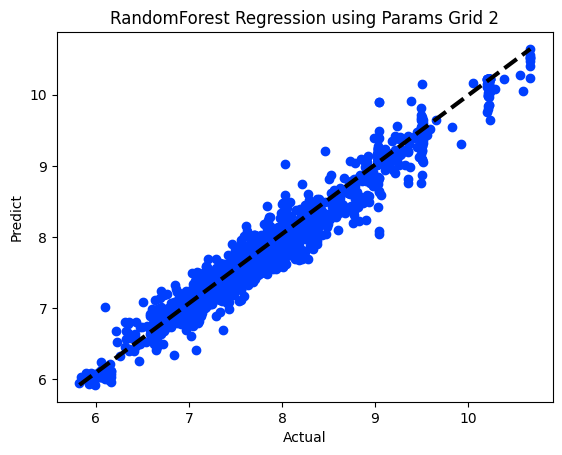 RandomForest Regression using Params Grid 2
Predict
10
9
8
7
6
6 7 8 9 10
Actual